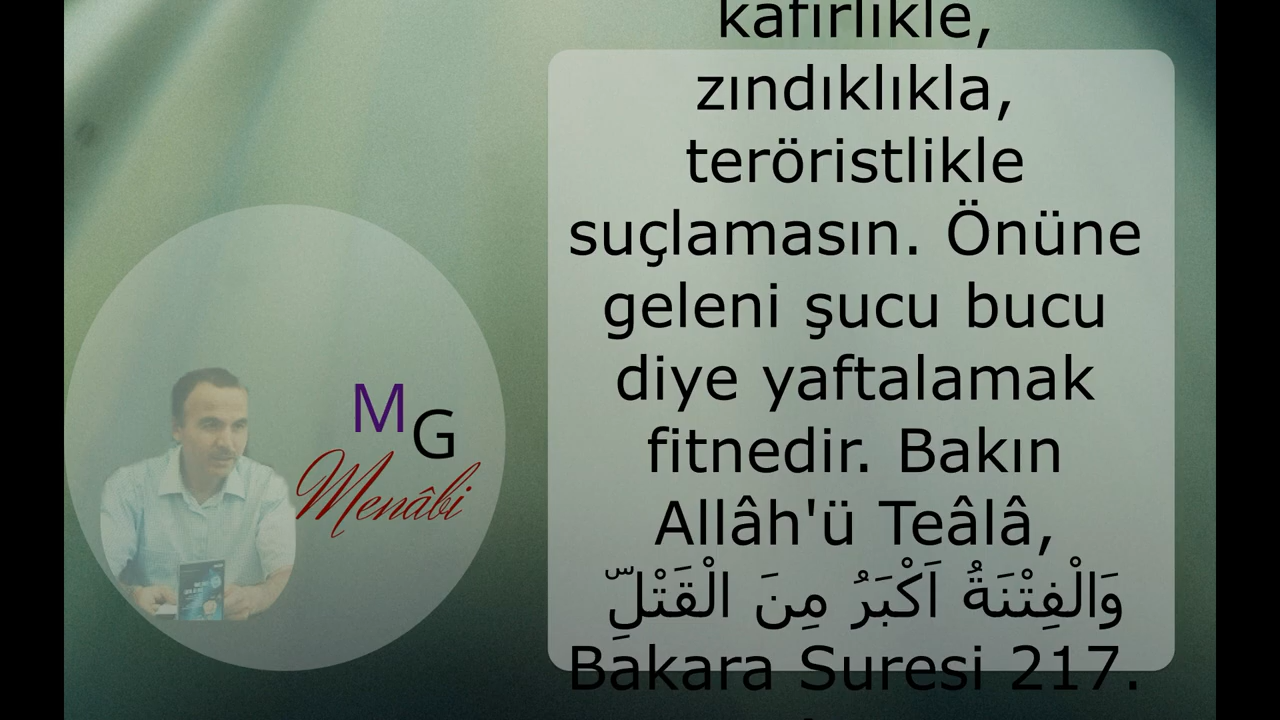 kafirlikle,
zındıklıkla,
teröristlikle
suçlamasın. Önüne
geleni şucu bucu
diye yaftalamak
fitnedir. Bakın
Allâh'ü Teâlâ,
وَالْفِتْنَةُ اَكْبَرُ مِنَ الْقَتْلِّۜ
Bakara Suresi 217.
MG
Menâbi